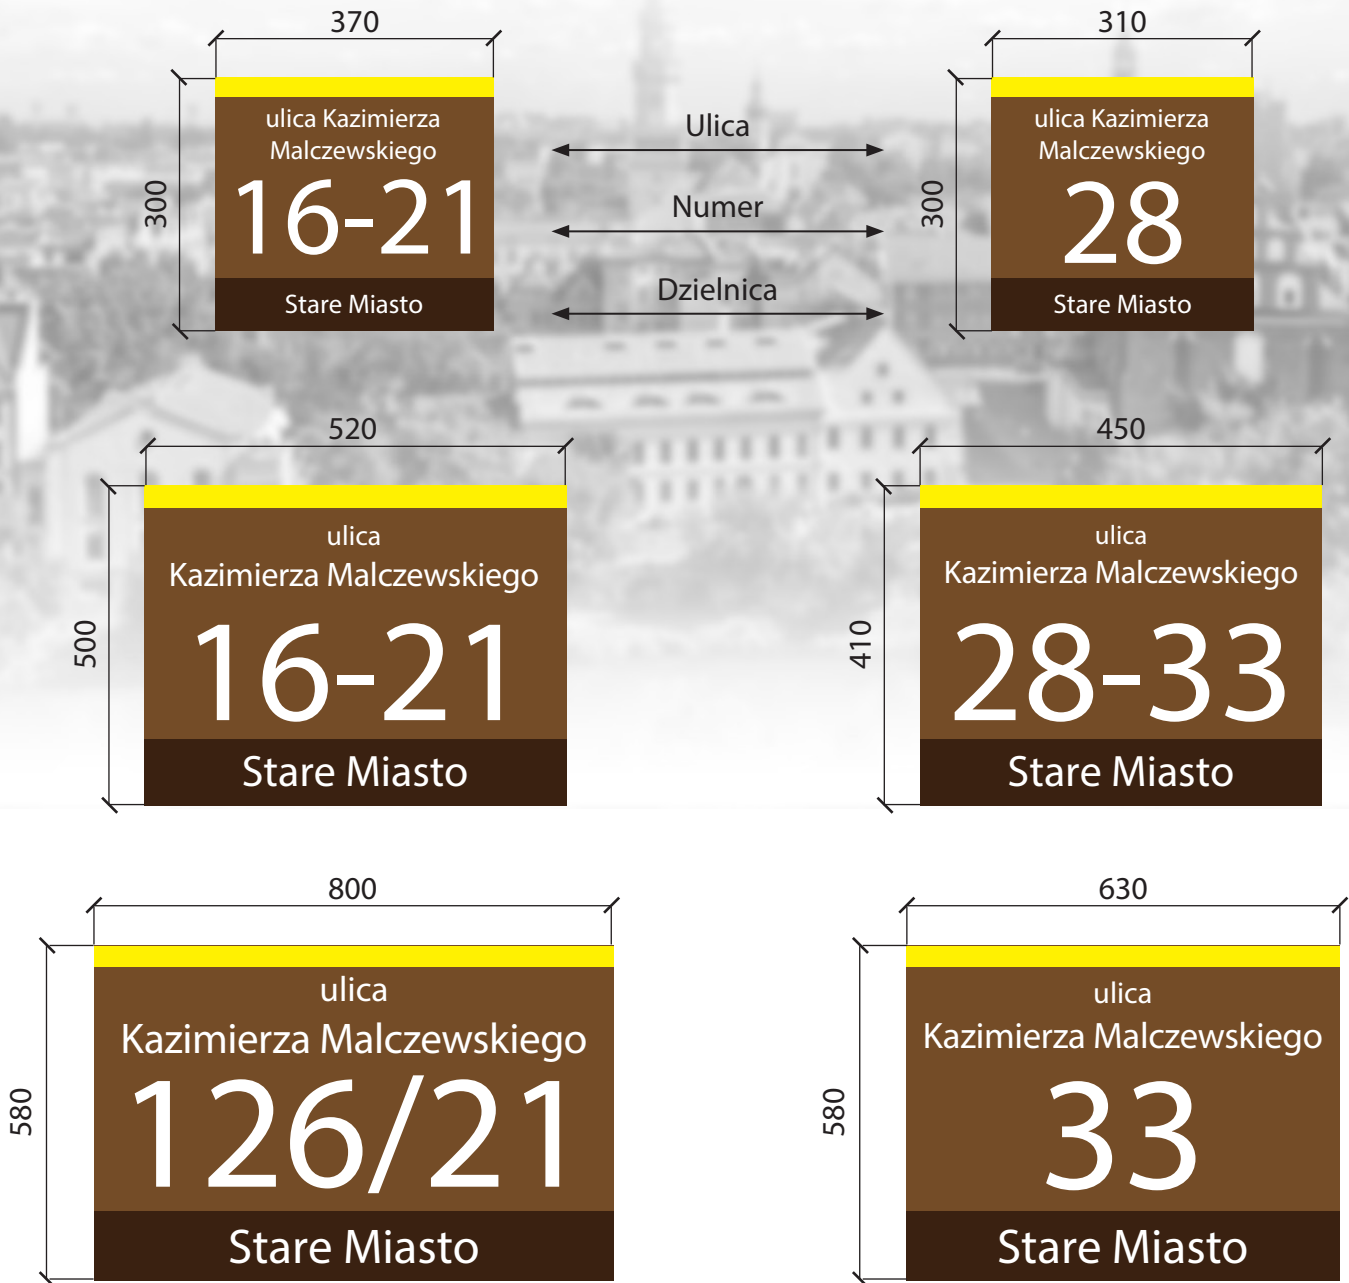 370
300
ulica Kazimierza
Malczewskiego
16-21
Stare Miasto
Ulica
Numer
Dzielnica
310
300
ulica Kazimierza
Malczewskiego
28
Stare Miasto
520
500
ulica
Kazimierza Malczewskiego
16-21
Stare Miasto
450
410
ulica
Kazimierza Malczewskiego
28-33
Stare Miasto
800
580
ulica
Kazimierza Malczewskiego
126/21
Stare Miasto
630
580
ulica
Kazimierza Malczewskiego
33
Stare Miasto